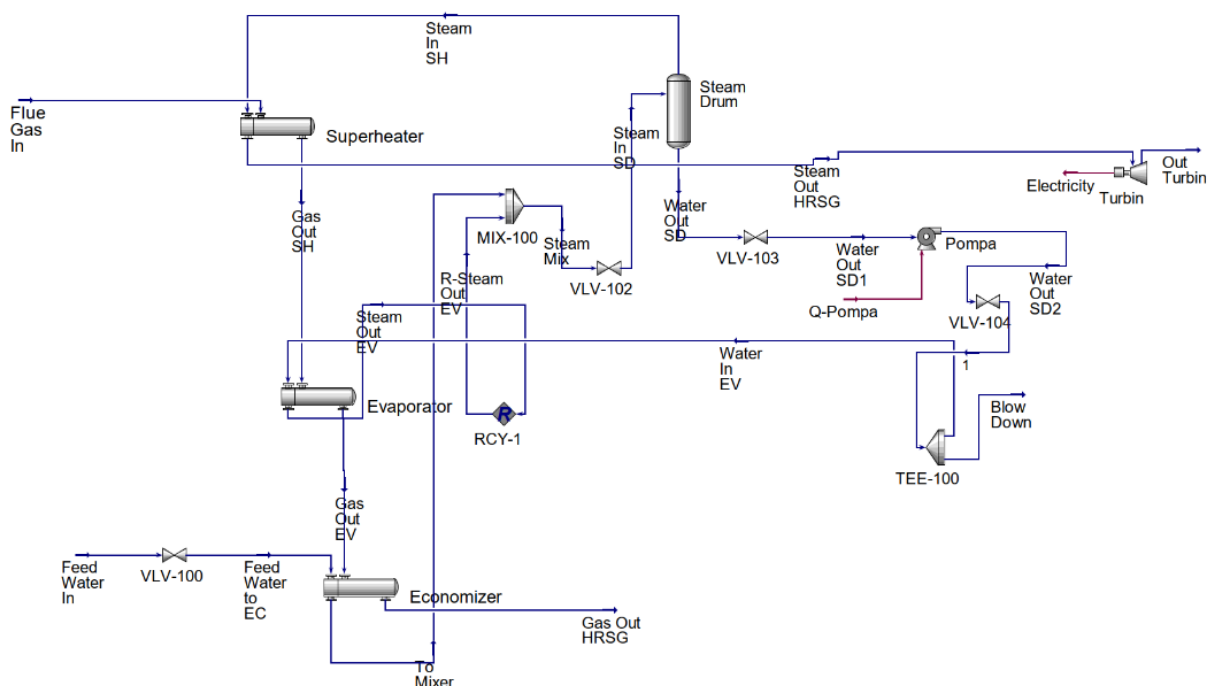 Steam
In
SH
Steam
Drum
Flue
Gas
In
Superheater
Steam
In
SD
Steam
Out
HRSG
Electricity
Turbin
Out
Turbin
Gas
Out
SH
MIX-100
Steam
Mix
VLV-102
Water
Out
SD
VLV-103
Water
Out
SD1
Pompa
Q-Pompa
Water
Out
SD2
VLV-104
R-Steam
Out
EV
Steam
Out
EV
Water
In
EV
1
Evaporator
R
RCY-1
Blow
Down
TEE-100
Gas
Out
EV
Feed
Water
In
VLV-100
Feed
Water
to
EC
Economizer
Gas Out
HRSG
To
Mixer